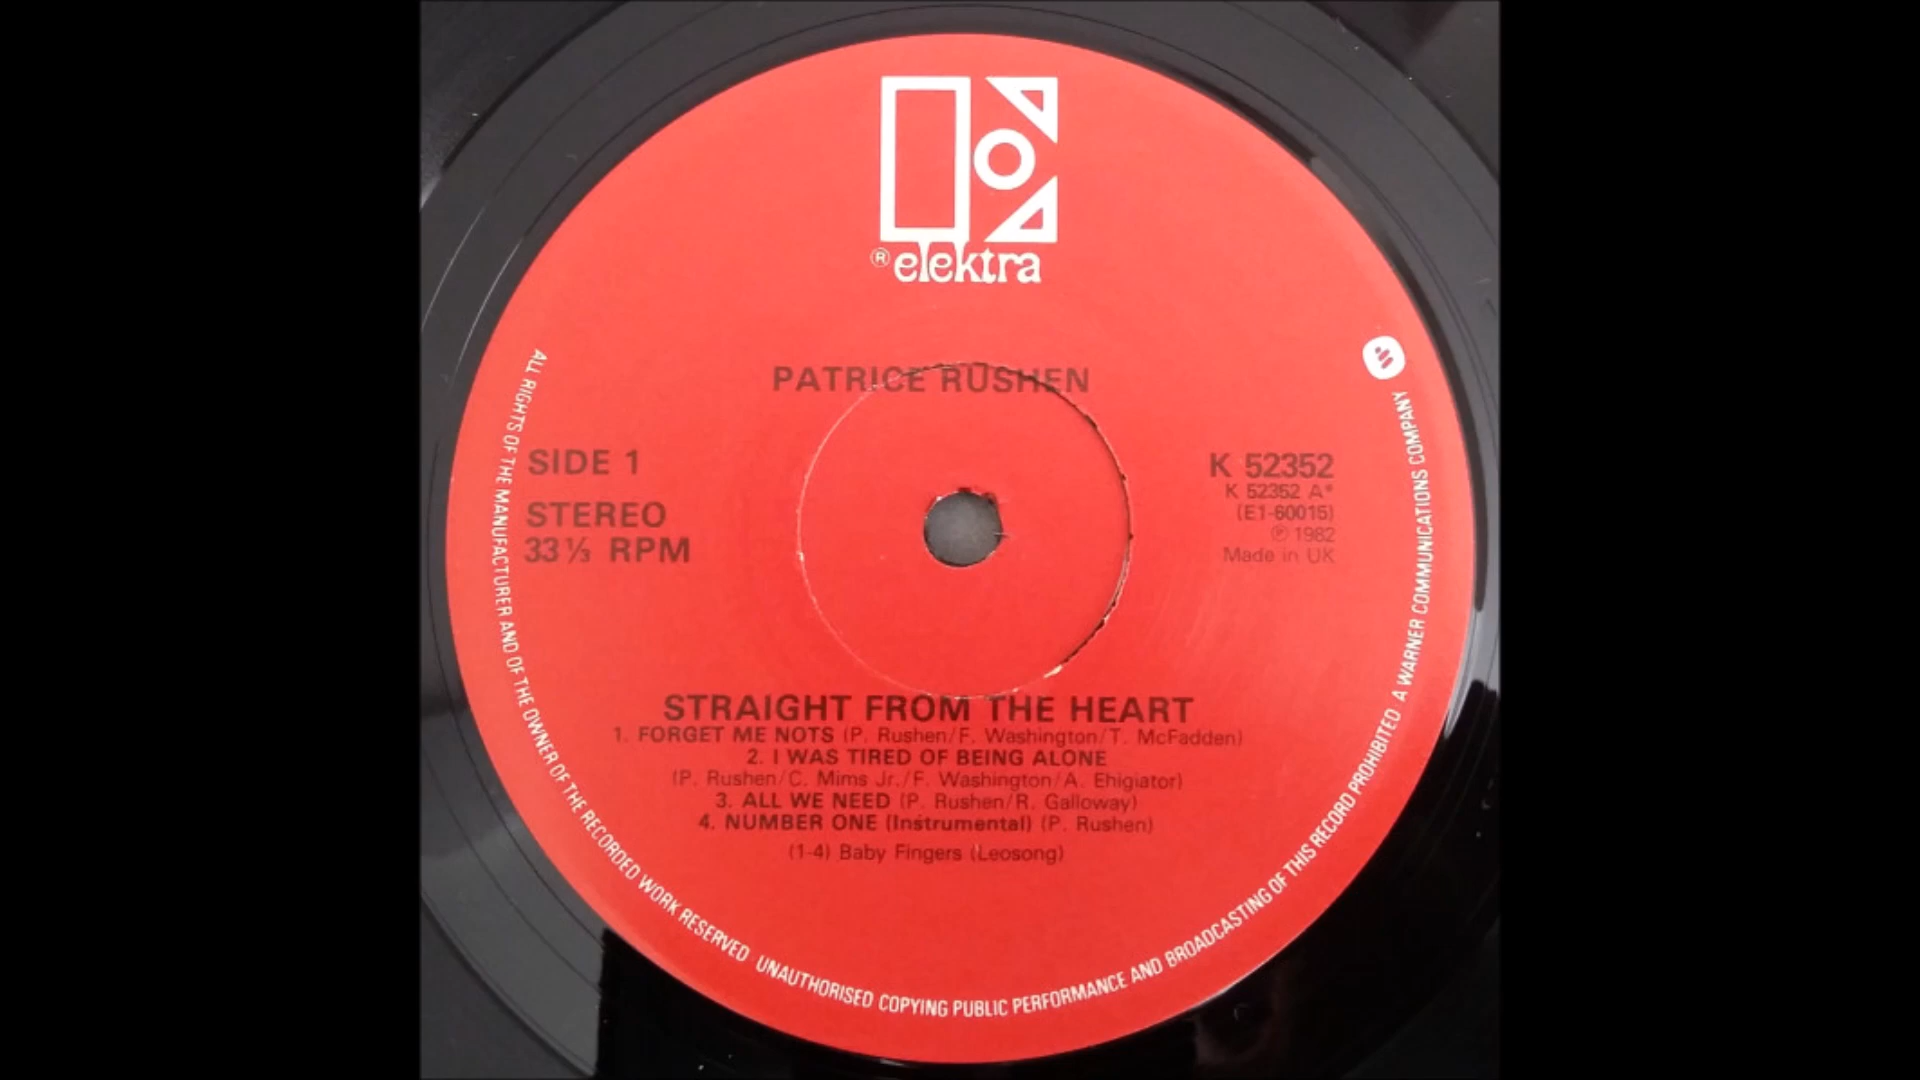 ® elektra
PATRICE RUSHEN
SIDE 1
STEREO
33⅓ RPM
K 52352
K 52352 A*
(E1-60015)
℗ 1982
Made in UK
STRAIGHT FROM THE HEART
1. FORGET ME NOTS (P. Rushen/F. Washington/T. McFadden)
2. I WAS TIRED OF BEING ALONE
(P. Rushen/C. Mims Jr./F. Washington/A. Ehigiator)
3. ALL WE NEED (P. Rushen/R. Galloway)
4. NUMBER ONE (Instrumental) (P. Rushen)
(1-4) Baby Fingers (Leosong)
ALL RIGHTS OF THE MANUFACTURER AND OF THE OWNER OF THE RECORDED WORK RESERVED UNAUTHORISED COPYING PUBLIC PERFORMANCE AND BROADCASTING OF THIS RECORD PROHIBITED A WARNER COMMUNICATIONS COMPANY